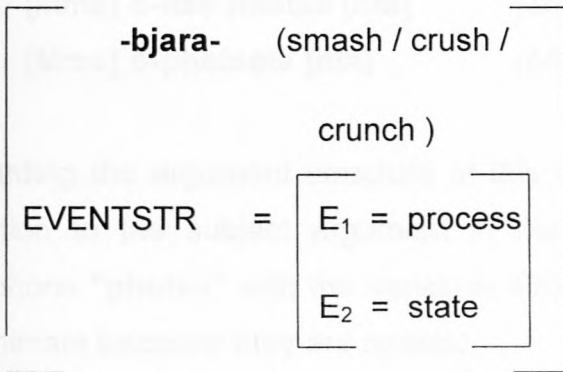 -bjara- (smash / crush /
crunch )
EVENTSTR = E₁ = process
E₂ = state